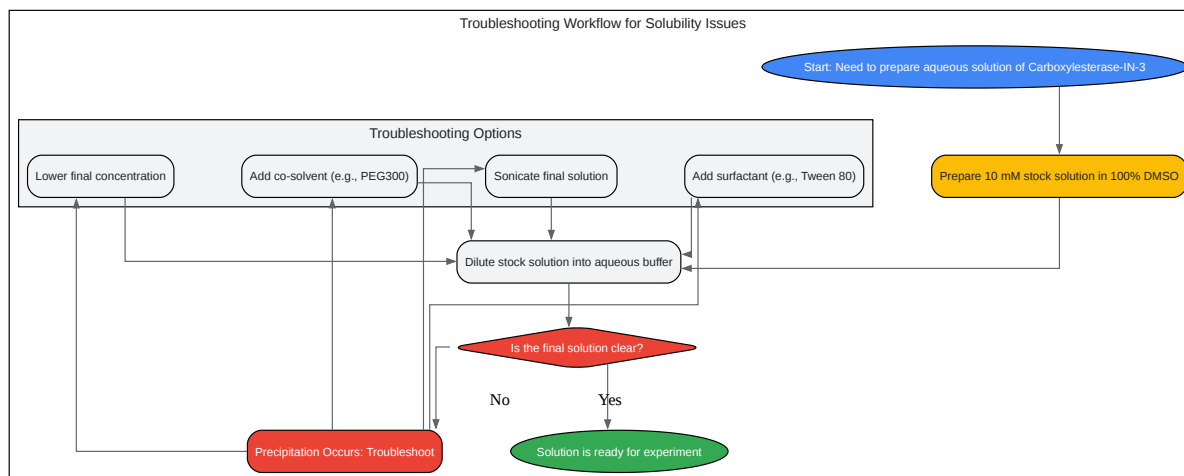 Troubleshooting Workflow for Solubility Issues
Start: Need to prepare aqueous solution of Carboxylesterase-IN-3
Troubleshooting Options
Lower final concentration
Add co-solvent (e.g., PEG300)
Sonicate final solution
Add surfactant (e.g., Tween 80)
Prepare 10 mM stock solution in 100% DMSO
Dilute stock solution into aqueous buffer
Is the final solution clear?
No
Yes
Precipitation Occurs: Troubleshoot
Solution is ready for experiment